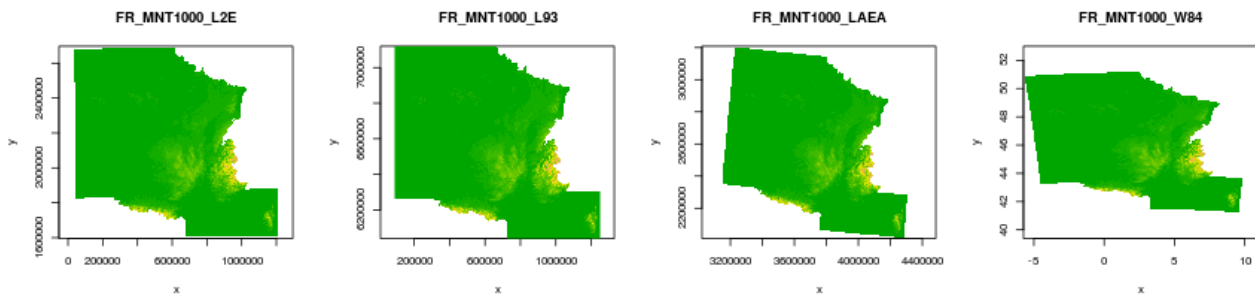 FR_MNT1000_L2E
FR_MNT1000_L93
FR_MNT1000_LAEA
FR_MNT1000_W84
y
1600000 2000000 2400000
0 200000 600000 1000000
x
y
6200000 6600000 7000000
200000 600000 1000000
x
y
2200000 2600000 3000000
3200000 3600000 4000000 4400000
x
y
40 42 44 46 48 50 52
-5 0 5 10
x